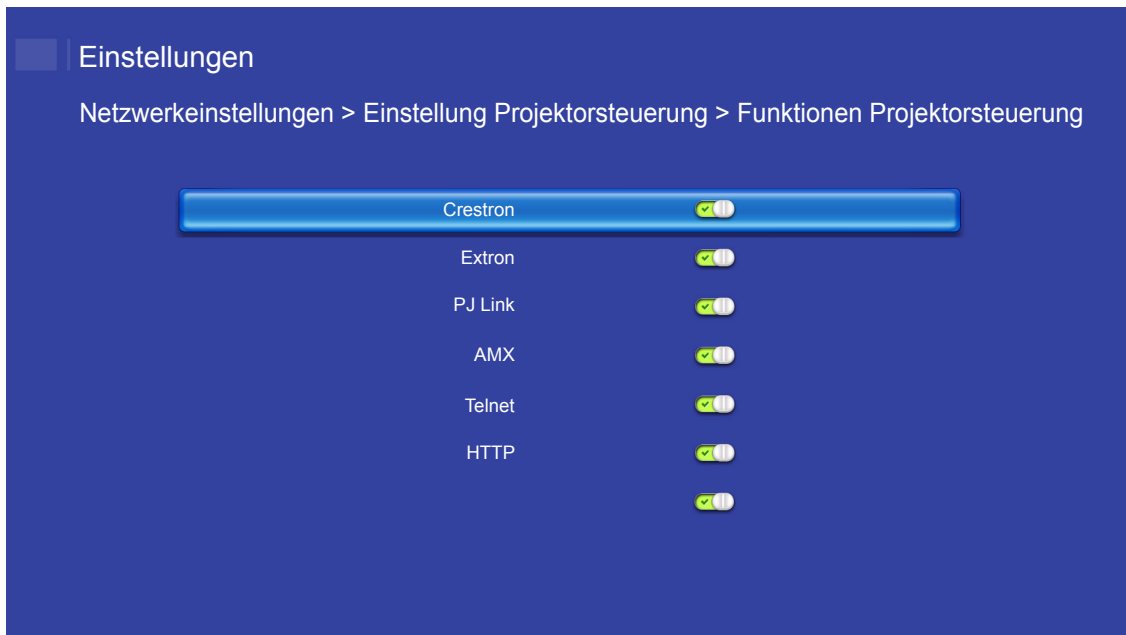 Einstellungen
Netzwerkeinstellungen > Einstellung Projektorsteuerung > Funktionen Projektorsteuerung
Crestron
Extron
PJ Link
AMX
Telnet
HTTP